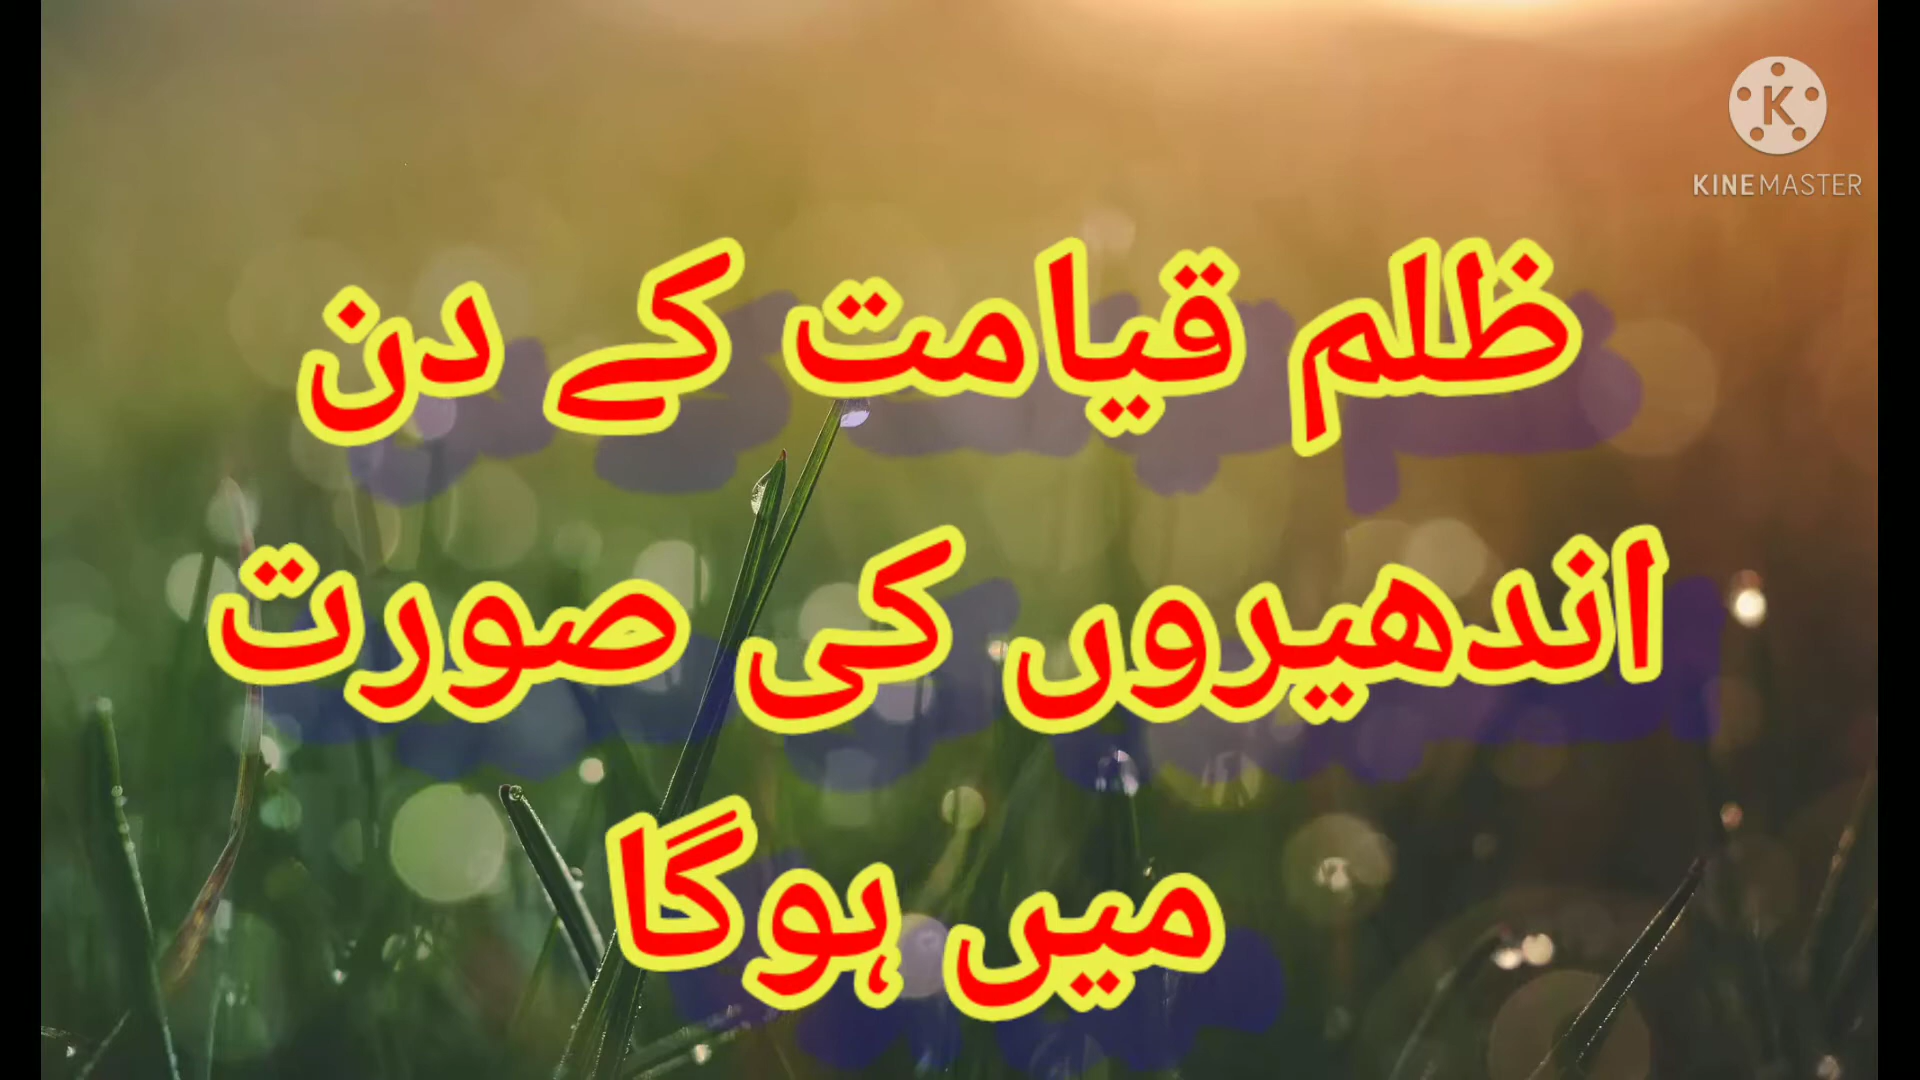 KINEMASTER
ظلم قیامت کے دن
اندھیروں کی صورت
میں ہوگا